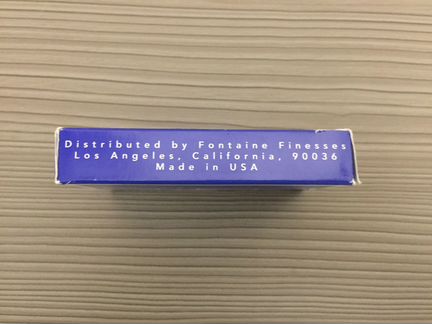 Distributed by Fontaine Finesses
Los Angeles, California, 90036
Made in USA